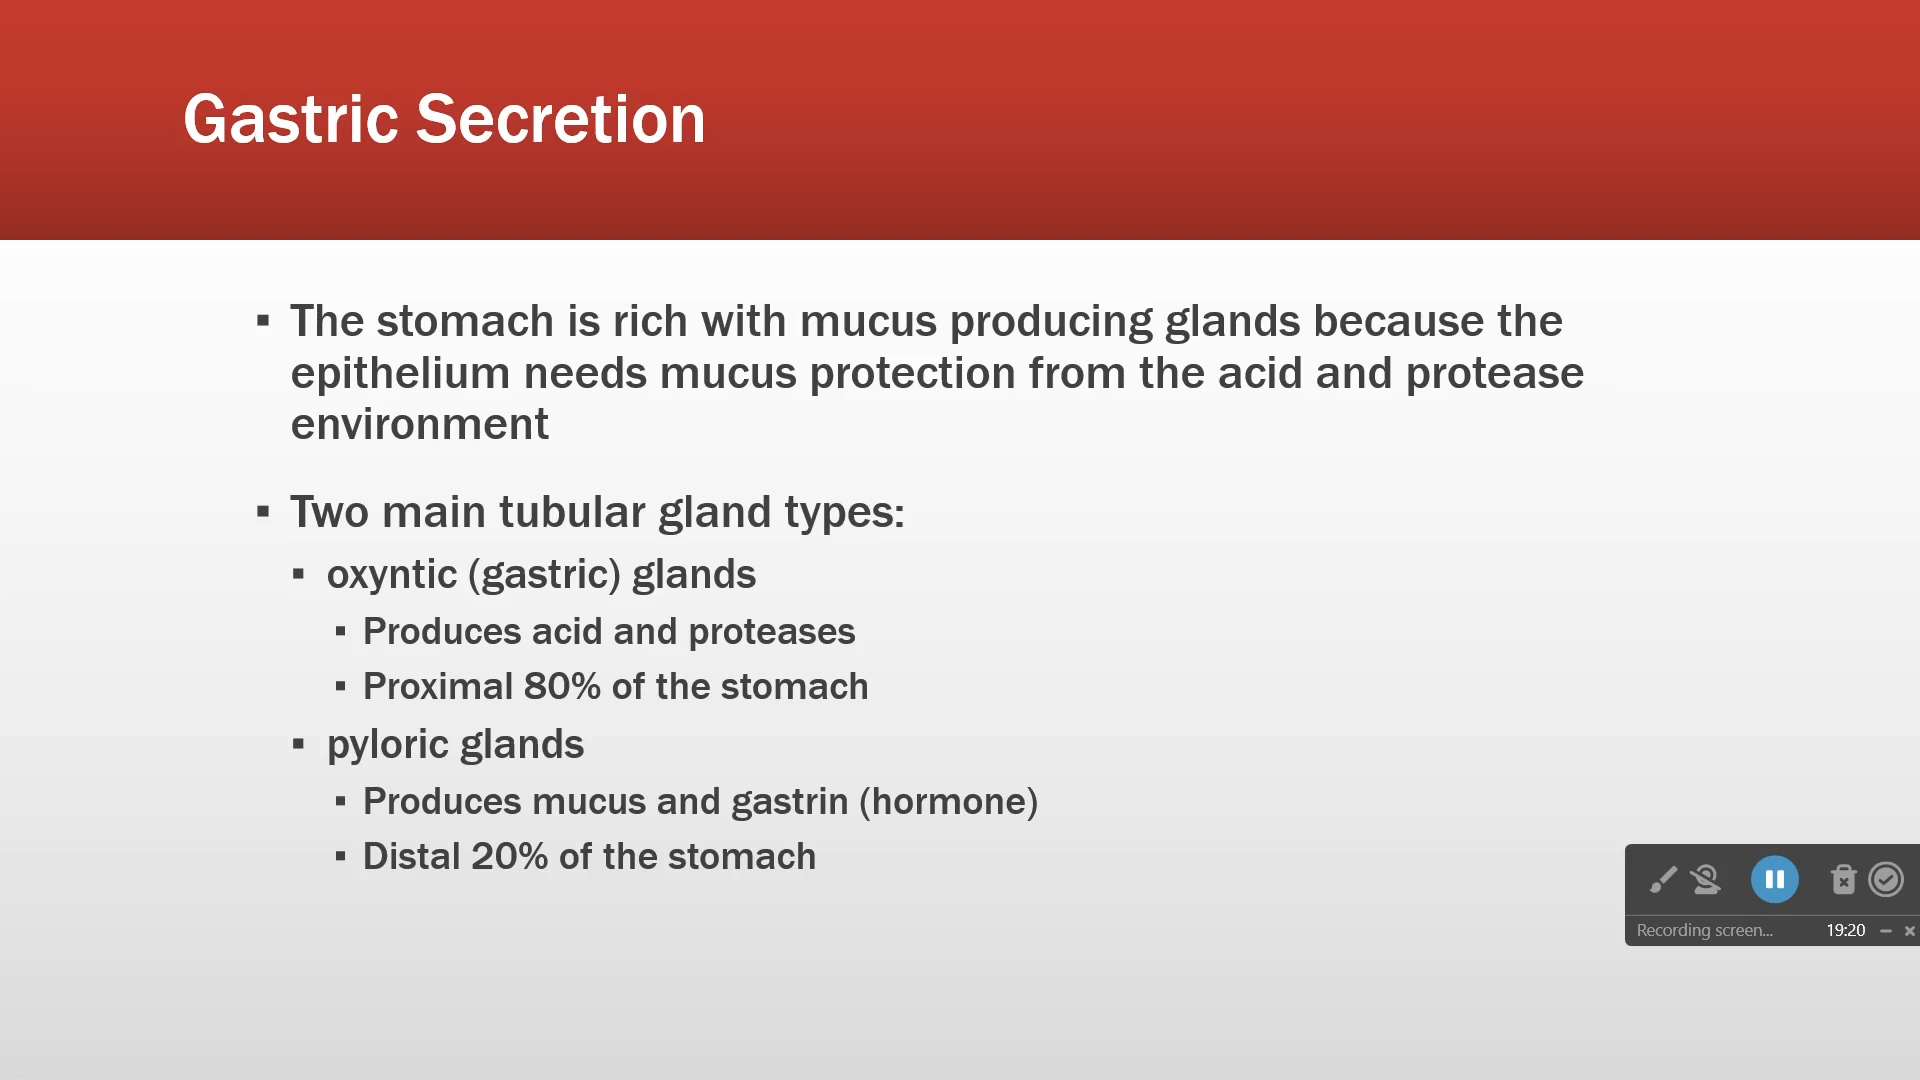 Gastric Secretion
▪ The stomach is rich with mucus producing glands because the
epithelium needs mucus protection from the acid and protease
environment
▪ Two main tubular gland types:
▪ oxyntic (gastric) glands
▪ Produces acid and proteases
▪ Proximal 80% of the stomach
▪ pyloric glands
▪ Produces mucus and gastrin (hormone)
▪ Distal 20% of the stomach
Recording screen... 19:20